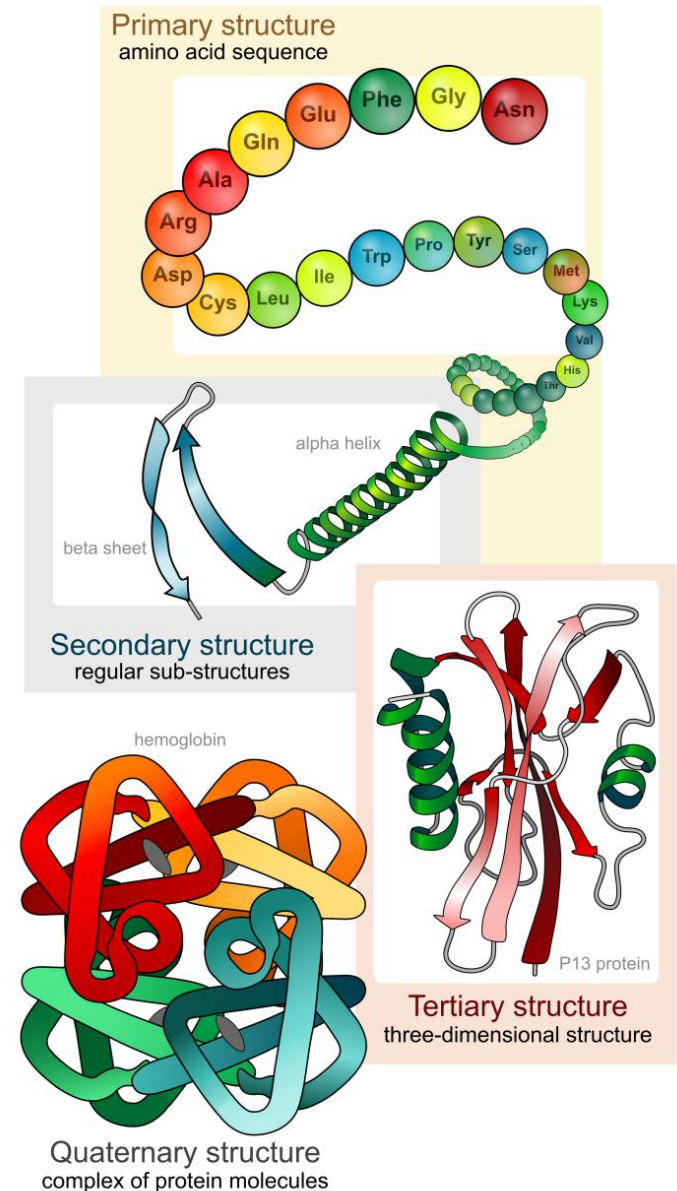 Primary structure
amino acid sequence
Asn
Gly
Phe
Glu
Gln
Ala
Arg
Asp
Cys
Leu
Ile
Trp
Pro
Tyr
Ser
Met
Lys
Val
His
Thr
alpha helix
beta sheet
Secondary structure
regular sub-structures
P13 protein
Tertiary structure
three-dimensional structure
hemoglobin
Quaternary structure
complex of protein molecules